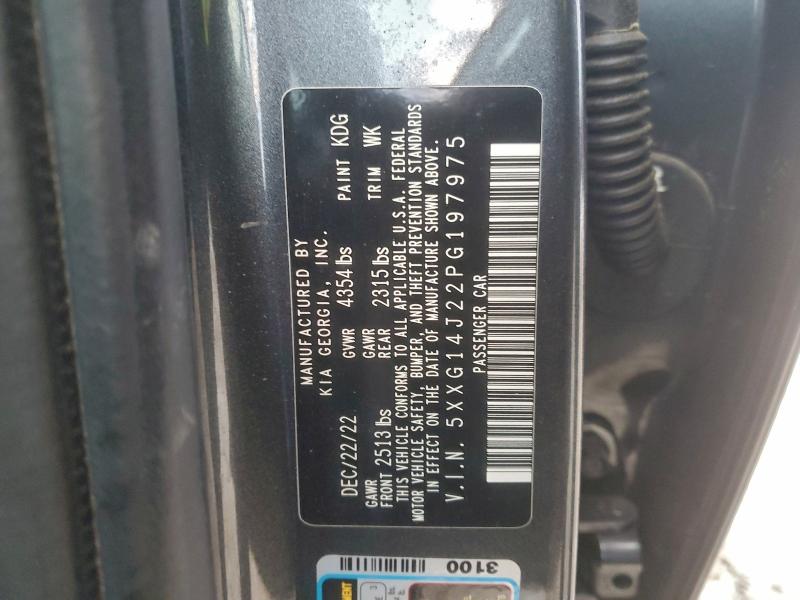 MANUFACTURED BY
KIA GEORGIA, INC.
DEC/22/22 GVWR 4354 lbs PAINT KDG
GAWR FRONT 2513 lbs GAWR REAR 2315 lbs TRIM WK
THIS VEHICLE CONFORMS TO ALL APPLICABLE U.S.A. FEDERAL
MOTOR VEHICLE SAFETY, BUMPER, AND THEFT PREVENTION STANDARDS
IN EFFECT ON THE DATE OF MANUFACTURE SHOWN ABOVE.
V.I.N. 5XXG14J22PG197975
PASSENGER CAR
3100